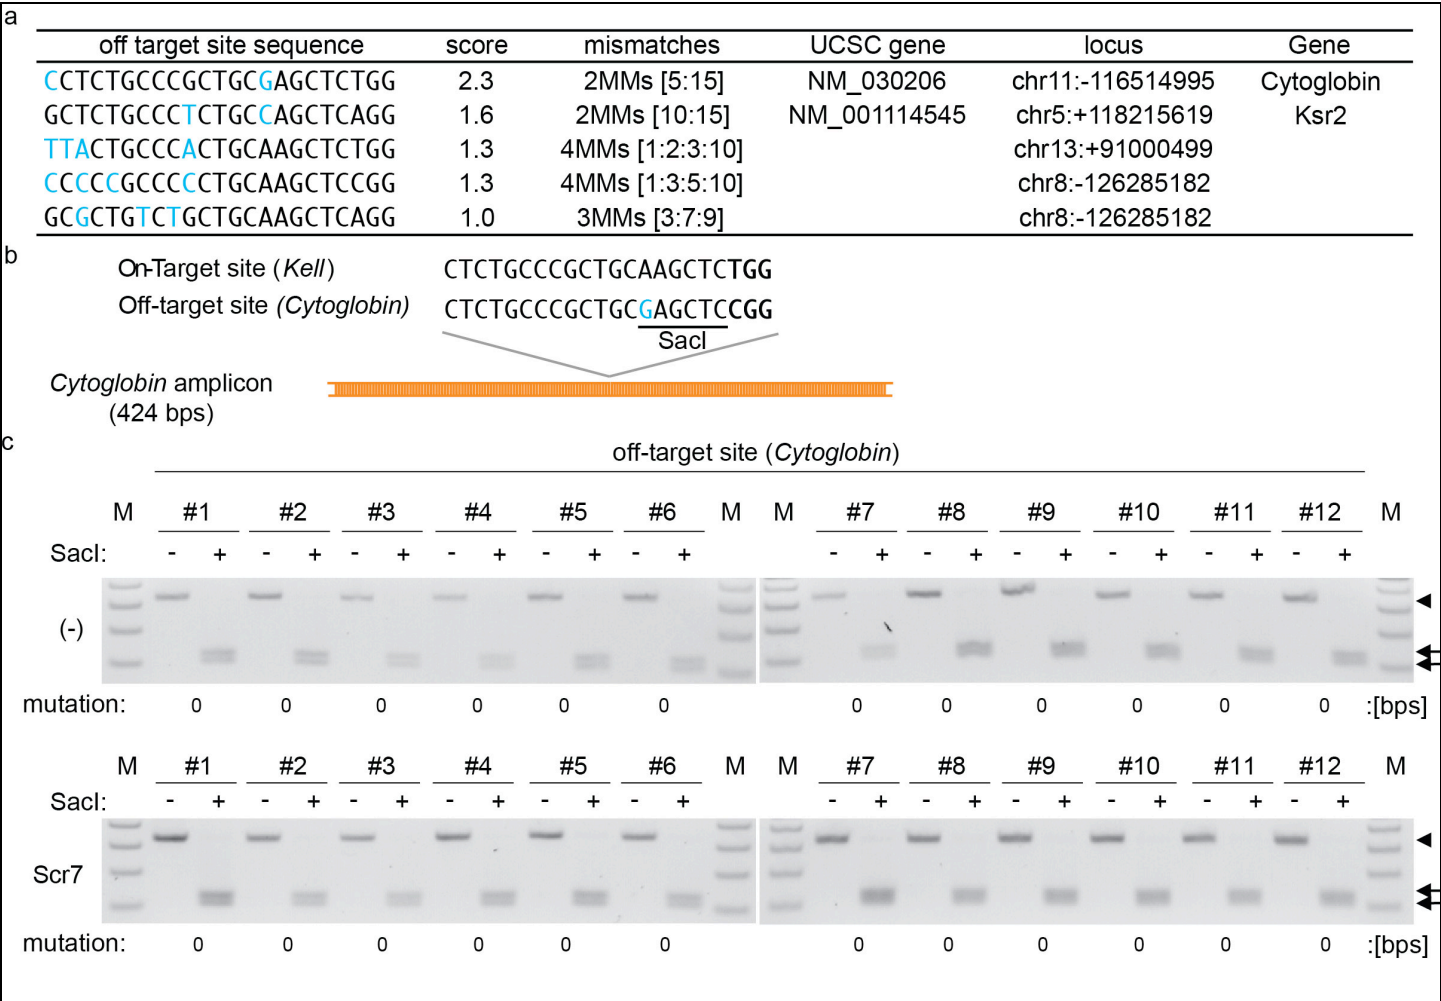 a
off target site sequence score mismatches UCSC gene locus Gene
CCTCTGCCCGCTGCGAGCTCTGG 2.3 2MMs [5:15] NM_030206 chr11:-116514995 Cytoglobin
GCTCTGCCCTCTGCCAGCTCAGG 1.6 2MMs [10:15] NM_001114545 chr5:+118215619 Ksr2
TTACTGCCCACTGCAAGCTCTGG 1.3 4MMs [1:2:3:10] chr13:+91000499
CCCCCGCCCCCTGCAAGCTCCGG 1.3 4MMs [1:3:5:10] chr8:-126285182
GCGCTGTCTGCTGCAAGCTCAGG 1.0 3MMs [3:7:9] chr8:-126285182
b
On-Target site (Kell) CTCTGCCCGCTGCAAGCTCTGG
Off-target site (Cytoglobin) CTCTGCCCGCTGCGAGCTCCGG
SacI
Cytoglobin amplicon
(424 bps)
c
off-target site (Cytoglobin)
M #1 #2 #3 #4 #5 #6 M M #7 #8 #9 #10 #11 #12 M
SacI: - + - + - + - + - + - + - + - + - + - + - + - +
(-)
mutation: 0 0 0 0 0 0 0 0 0 0 0 0 :[bps]
M #1 #2 #3 #4 #5 #6 M M #7 #8 #9 #10 #11 #12 M
SacI: - + - + - + - + - + - + - + - + - + - + - + - +
Scr7
mutation: 0 0 0 0 0 0 0 0 0 0 0 0 :[bps]